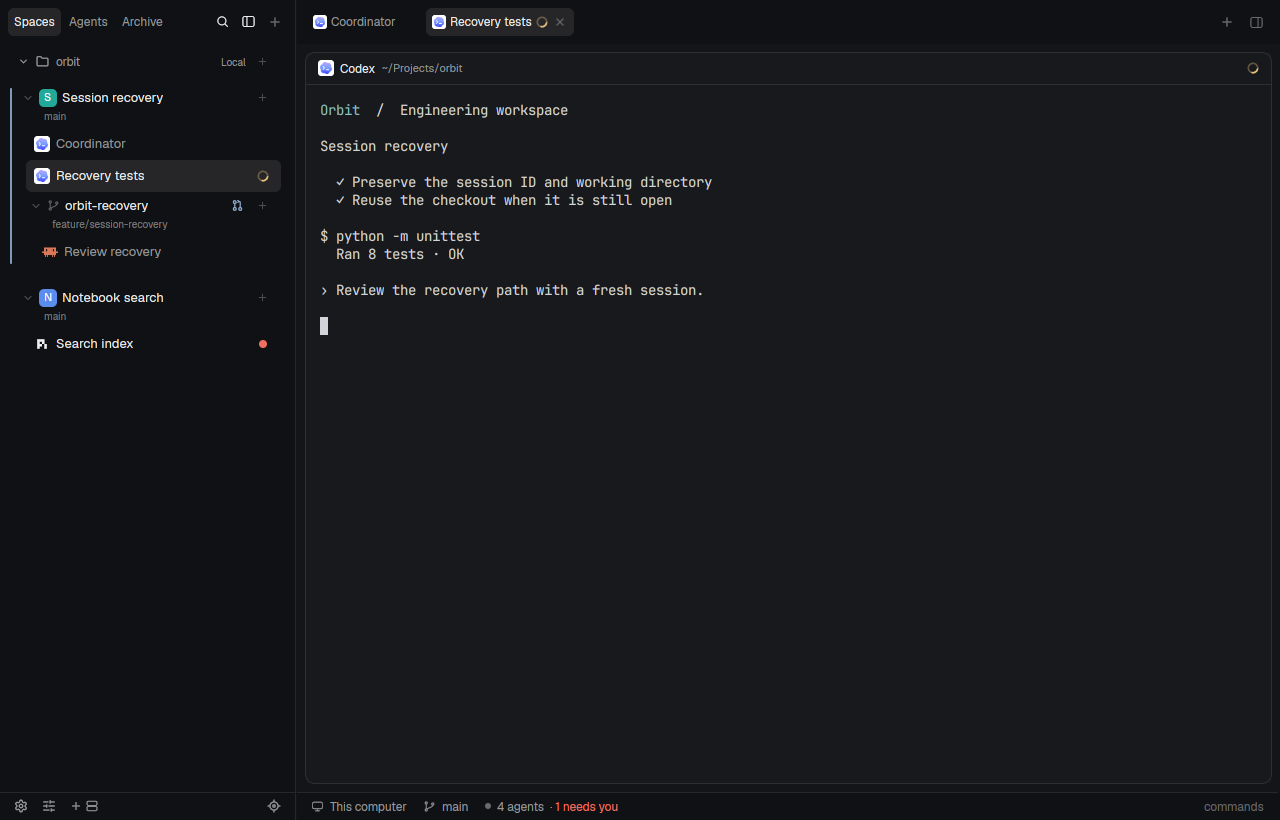 Spaces Agents Archive
orbit Local
S Session recovery
main
Coordinator
Recovery tests
orbit-recovery
feature/session-recovery
Review recovery
N Notebook search
main
Search index
Coordinator Recovery tests
Codex ~/Projects/orbit
Orbit / Engineering workspace
Session recovery
✓ Preserve the session ID and working directory
✓ Reuse the checkout when it is still open
$ python -m unittest
Ran 8 tests · OK
› Review the recovery path with a fresh session.
This computer main 4 agents · 1 needs you commands